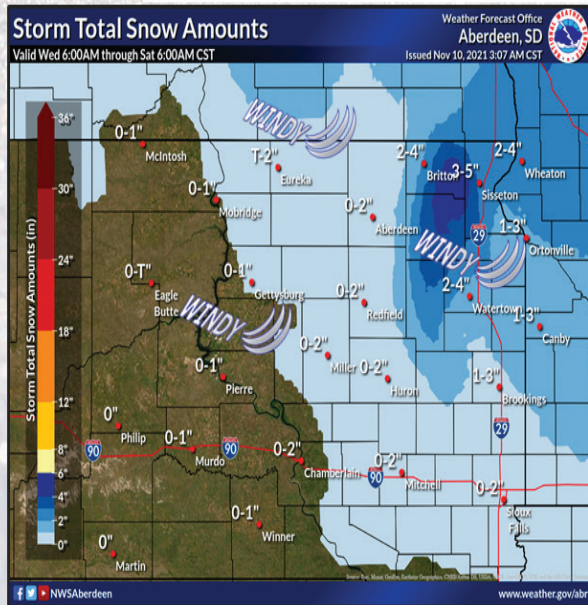 Storm Total Snow Amounts
Valid Wed 6:00AM through Sat 6:00AM CST
Weather Forecast Office
Aberdeen, SD
Issued Nov 10, 2021 3:07 AM CST
Storm Total Snow Amounts (in)
36"
30"
24"
18"
12"
8"
6"
4"
2"
0"
WINDY
0-1"
McIntosh
T-2"
Eureka
2-4"
Britton
3-5"
Sisseton
2-4"
Wheaton
0-1"
Mobridge
0-2"
Aberdeen
29
1-3"
Ortonville
WINDY
0-T"
Eagle
Butte
0-1"
Gettysburg
0-2"
Redfield
2-4"
Watertown
WINDY
1-3"
Canby
0-2"
Miller
0-1"
Pierre
0-2"
Huron
1-3"
Brookings
0"
Philip
29
90
0-1"
Murdo
90
0-2"
Chamberlain
90
0-2"
Mitchell
0-2"
Sioux
Falls
0-1"
Winner
0"
Martin
NWSAberdeen
www.weather.gov/abr